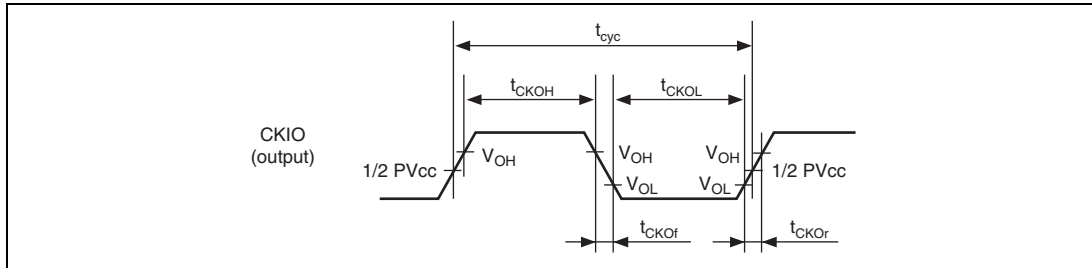 tcyc
tCKOH
tCKOL
CKIO
(output)
VOH
VOH
VOH
1/2 PVcc
1/2 PVcc
VOL
VOL
tCKOf
tCKOr